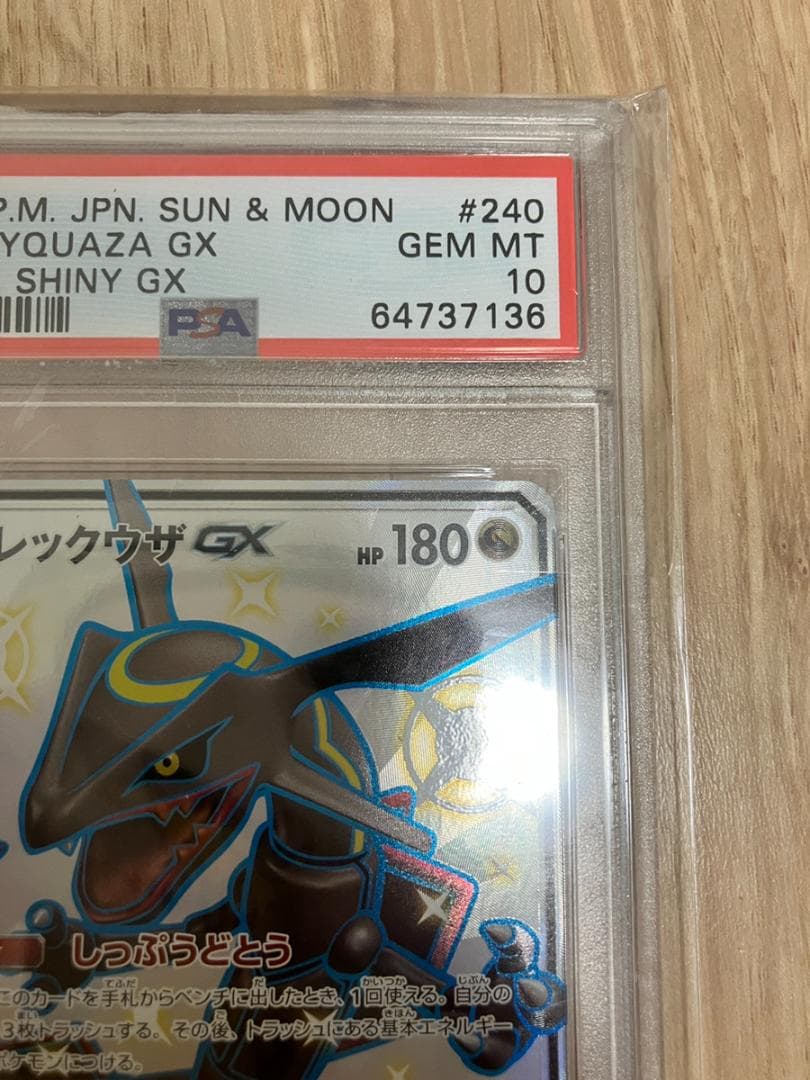 P.M. JPN. SUN & MOON #240
YQUAZA GX GEM MT
SHINY GX 10
PSA 64737136
レックウザGX HP 180
しっぷうどとう
このカードを手札からベンチに出したとき、1回使える。自分の
3枚トラッシュする。その後、トラッシュにある基本エネルギー
ポケモンにつける。